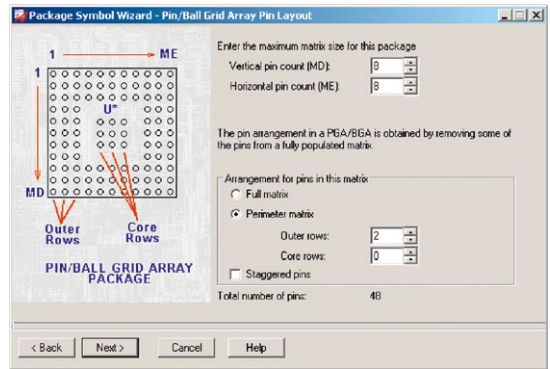 Package Symbol Wizard - Pin/Ball Grid Array Pin Layout
1 ME
1
U*
MD
Outer Rows
Core Rows
PIN/BALL GRID ARRAY
PACKAGE
Enter the maximum matrix size for this package
Vertical pin count (MD): 8
Horizontal pin count (ME): 8
The pin arrangement in a PGA/BGA is obtained by removing some of
the pins from a fully populated matrix.
Arrangement for pins in this matrix
Full matrix
Perimeter matrix
Outer rows: 2
Core rows: 0
Staggered pins
Total number of pins: 48
< Back Next > Cancel Help